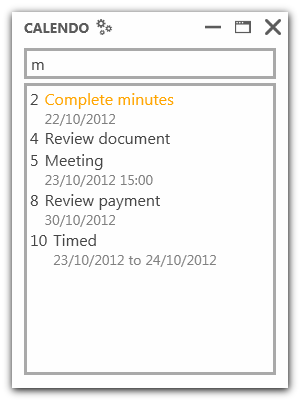 CALENDO
m
2 Complete minutes
22/10/2012
4 Review document
5 Meeting
23/10/2012 15:00
8 Review payment
30/10/2012
10 Timed
23/10/2012 to 24/10/2012